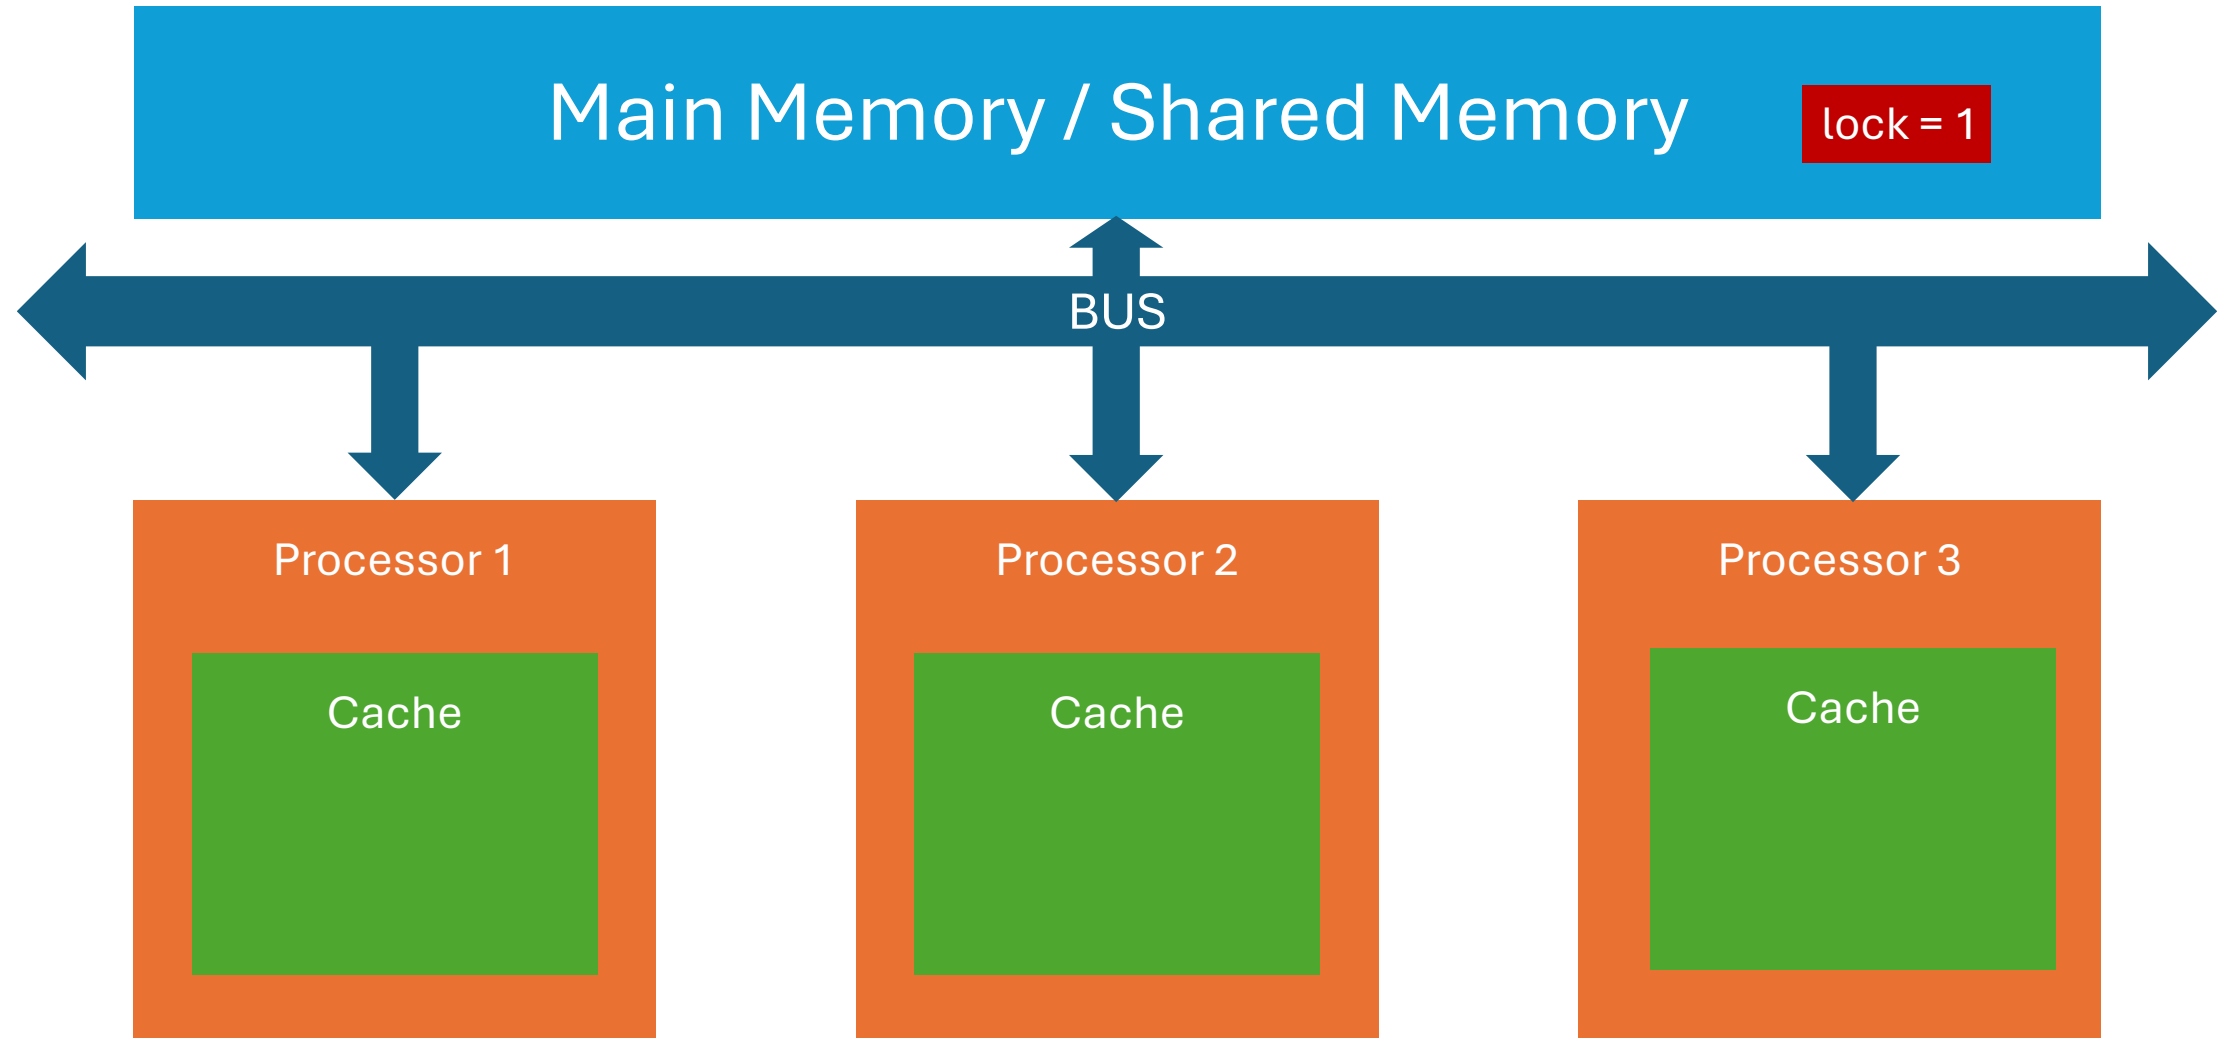 Main Memory / Shared Memory
lock = 1
BUS
Processor 1
Processor 2
Processor 3
Cache
Cache
Cache